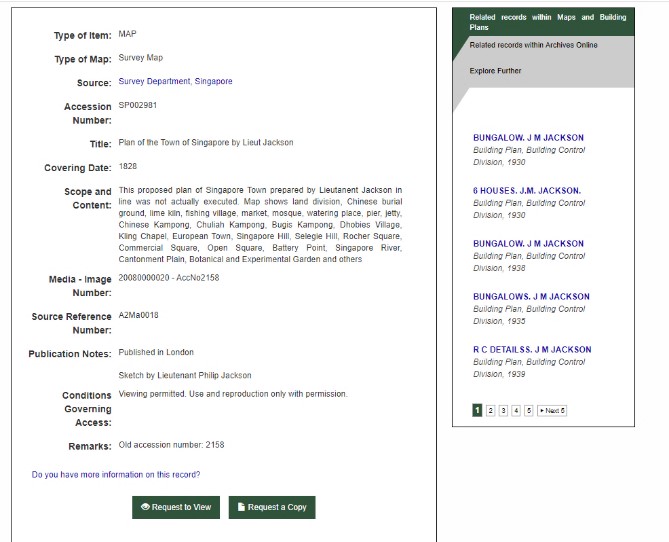 Type of Item: MAP
Type of Map: Survey Map
Source: Survey Department, Singapore
Accession SP002981
Number:
Title: Plan of the Town of Singapore by Lieut Jackson
Covering Date: 1828
Scope and This proposed plan of Singapore Town prepared by Lieutanent Jackson in
Content: line was not actually executed. Map shows land division, Chinese burial
ground, lime kiln, fishing village, market, mosque, watering place, pier, jetty,
Chinese Kampong, Chuliah Kampong, Bugis Kampong, Dhobies Village,
Kling Chapel, European Town, Singapore Hill, Selegie Hill, Rocher Square,
Commercial Square, Open Square, Battery Point, Singapore River,
Cantonment Plain, Botanical and Experimental Garden and others
Media - Image 20080000020 - AccNo2158
Number:
Source Reference A2Ma0018
Number:
Publication Notes: Published in London
Sketch by Lieutenant Philip Jackson
Conditions Viewing permitted. Use and reproduction only with permission.
Governing
Access:
Remarks: Old accession number: 2158
Do you have more information on this record?
Request to View
Request a Copy
Related records within Maps and Building
Plans
Related records within Archives Online
Explore Further
BUNGALOW. J M JACKSON
Building Plan, Building Control
Division, 1930
6 HOUSES. J.M. JACKSON.
Building Plan, Building Control
Division, 1930
BUNGALOW. J M JACKSON
Building Plan, Building Control
Division, 1938
BUNGALOWS. J M JACKSON
Building Plan, Building Control
Division, 1935
R C DETAILSS. J M JACKSON
Building Plan, Building Control
Division, 1939
1 2 3 4 5 Next 5